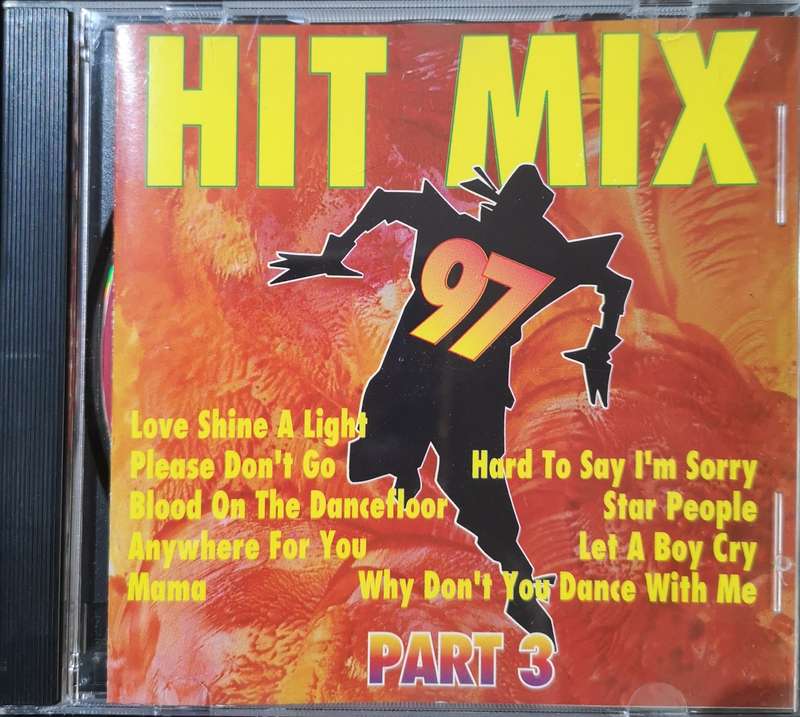 HIT MIX
97
Love Shine A Light
Please Don't Go
Blood On The Dancefloor
Anywhere For You
Mama
Hard To Say I'm Sorry
Star People
Let A Boy Cry
Why Don't You Dance With Me
PART 3